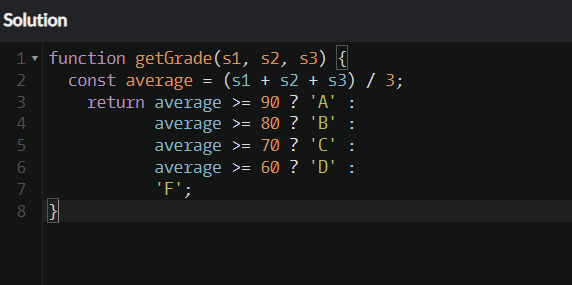 Solution
1 function getGrade(s1, s2, s3) {
2   const average = (s1 + s2 + s3) / 3;
3     return average >= 90 ? 'A' :
4            average >= 80 ? 'B' :
5            average >= 70 ? 'C' :
6            average >= 60 ? 'D' :
7            'F';
8 }